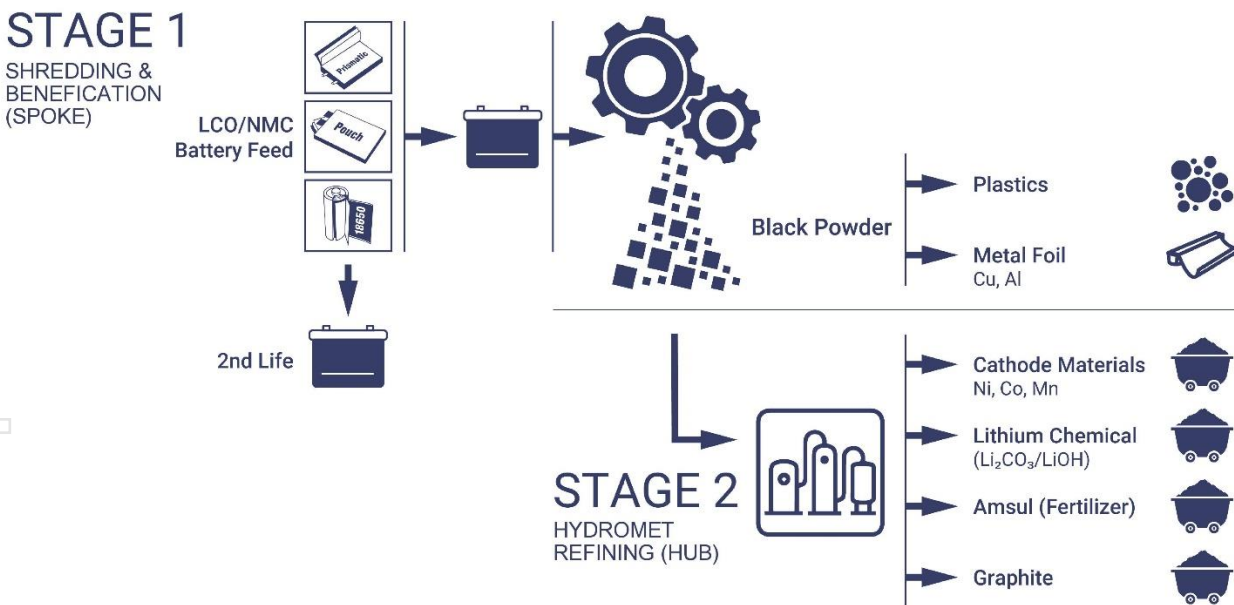 STAGE 1
SHREDDING &
BENEFICATION
(SPOKE)
LCO/NMC
Battery Feed
Prismatic
Pouch
18650
2nd Life
Black Powder
Plastics
Metal Foil
Cu, Al
STAGE 2
HYDROMET
REFINING (HUB)
Cathode Materials
Ni, Co, Mn
Lithium Chemical
(Li₂CO₃/LiOH)
Amsul (Fertilizer)
Graphite